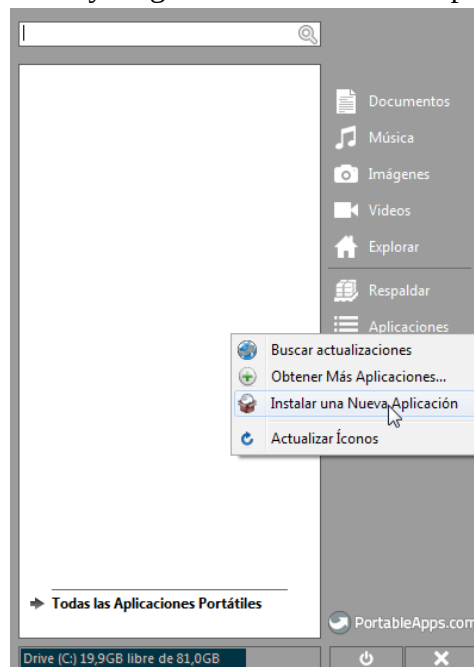 Documentos
Música
Imágenes
Videos
Explorar
Respaldar
Aplicaciones
Buscar actualizaciones
Obtener Más Aplicaciones...
Instalar una Nueva Aplicación
Actualizar Íconos
Todas las Aplicaciones Portátiles
PortableApps.com
Drive (C:) 19,9GB libre de 81,0GB